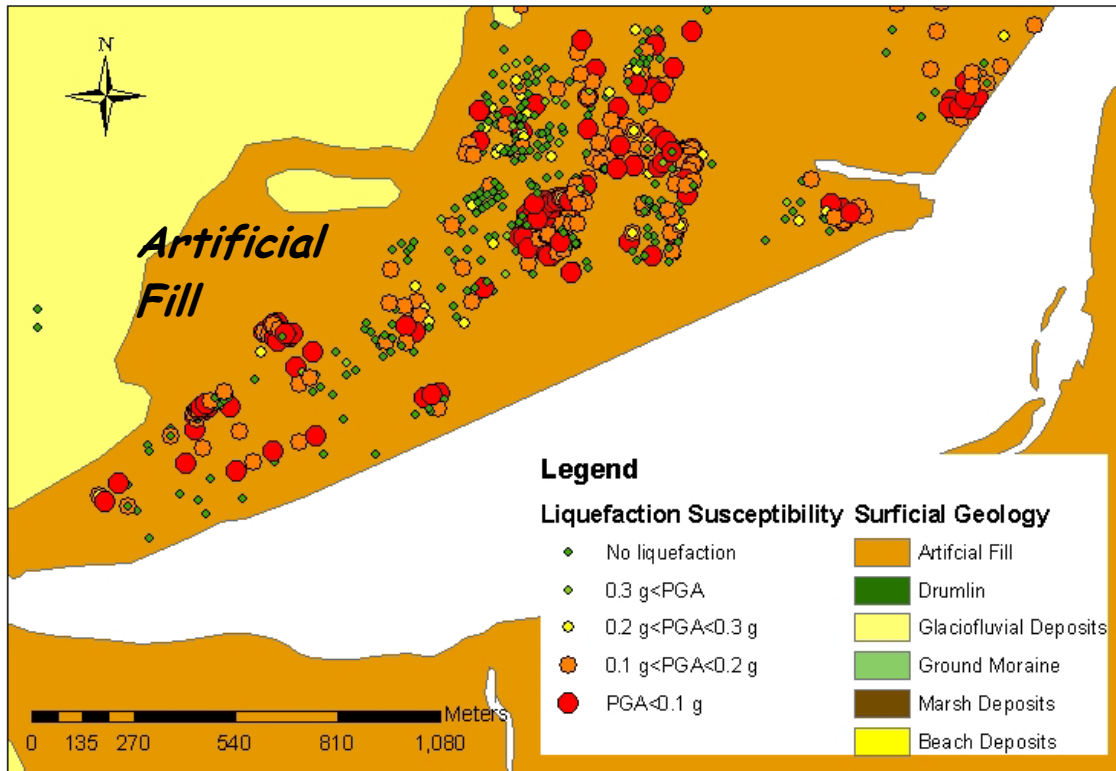 N
Artificial
Fill
Legend
Liquefaction Susceptibility
No liquefaction
0.3 g<PGA
0.2 g<PGA<0.3 g
0.1 g<PGA<0.2 g
PGA<0.1 g
Surficial Geology
Artifcial Fill
Drumlin
Glaciofluvial Deposits
Ground Moraine
Marsh Deposits
Beach Deposits
Meters
0 135 270 540 810 1,080